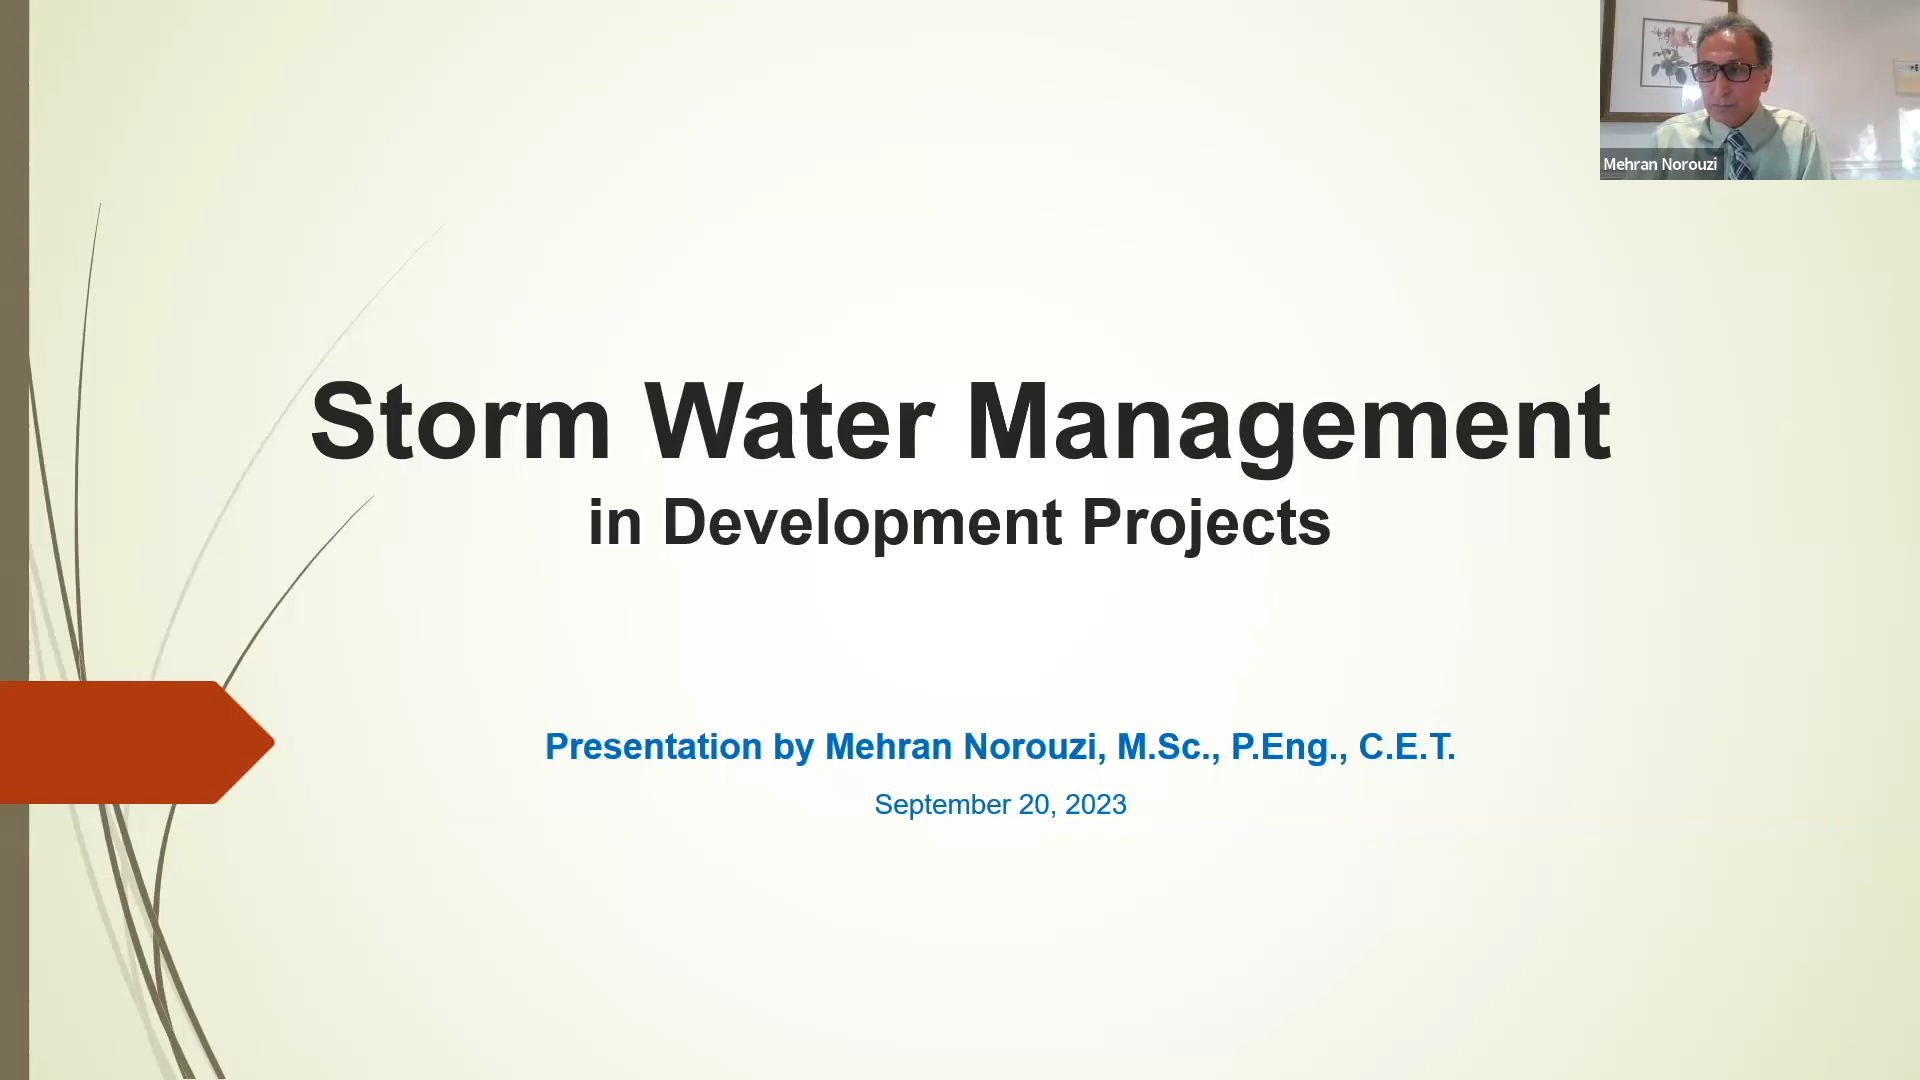 Mehran Norouzi
Storm Water Management
in Development Projects
Presentation by Mehran Norouzi, M.Sc., P.Eng., C.E.T.
September 20, 2023